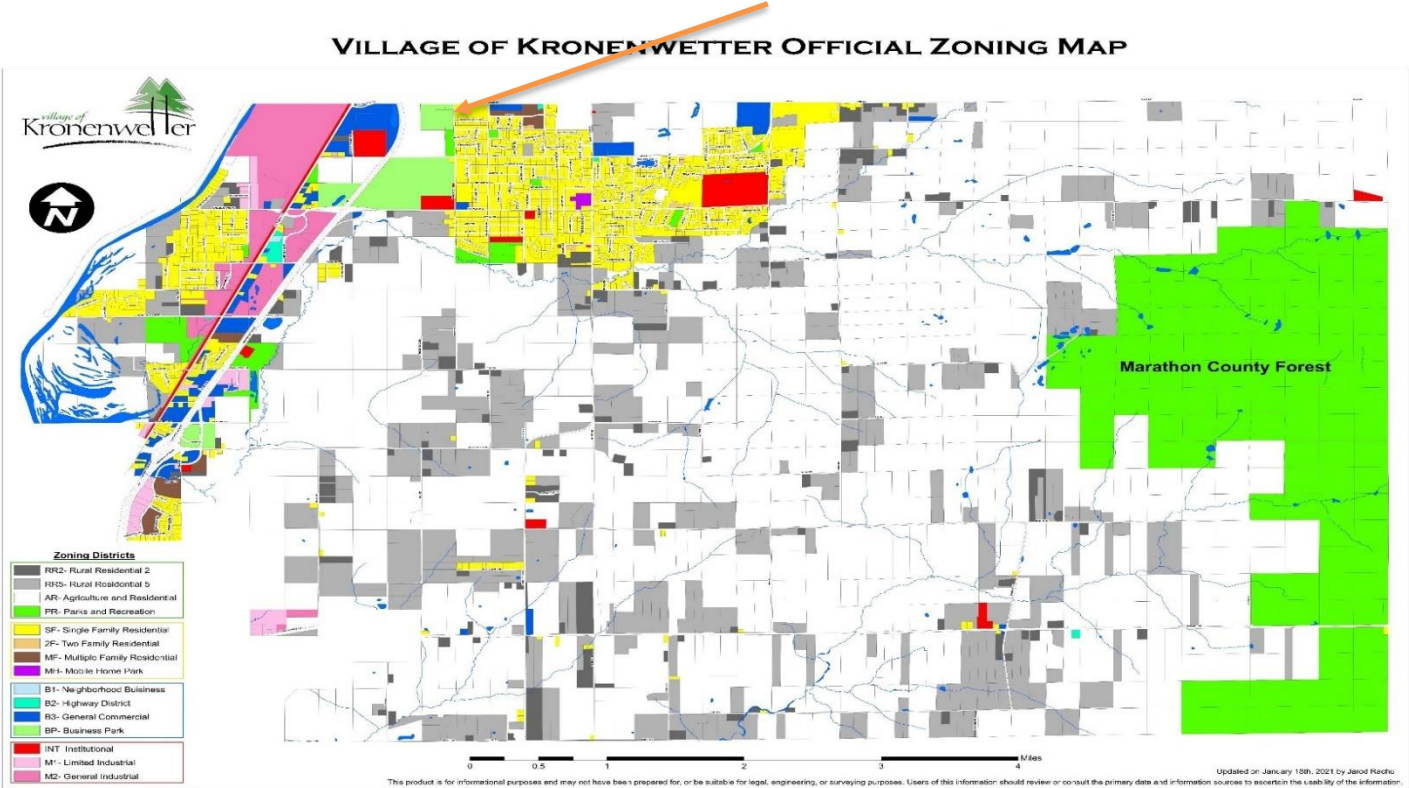 VILLAGE OF KRONENWETTER OFFICIAL ZONING MAP
village of
Kronenwetter
N
Marathon County Forest
Zoning Districts
RR2- Rural Residential 2
RR5- Rural Residential 5
AR- Agriculture and Residential
PR- Parks and Recreation
SF- Single Family Residential
2F- Two Family Residential
MF- Multiple Family Residential
MH- Mobile Home Park
B1- Neighborhood Buisiness
B2- Highway District
B3- General Commercial
BP- Business Park
INT Institutional
M1- Limited Industrial
M2- General Industrial
0 0.5 1 2 3 4 Miles
Updated on January 18th, 2021 by Jarod Rachu
This product is for informational purposes and may not have been prepared for, or be suitable for legal, engineering, or surveying purposes. Users of this information should review or consult the primary data and information sources to ascertain the usability of the information.